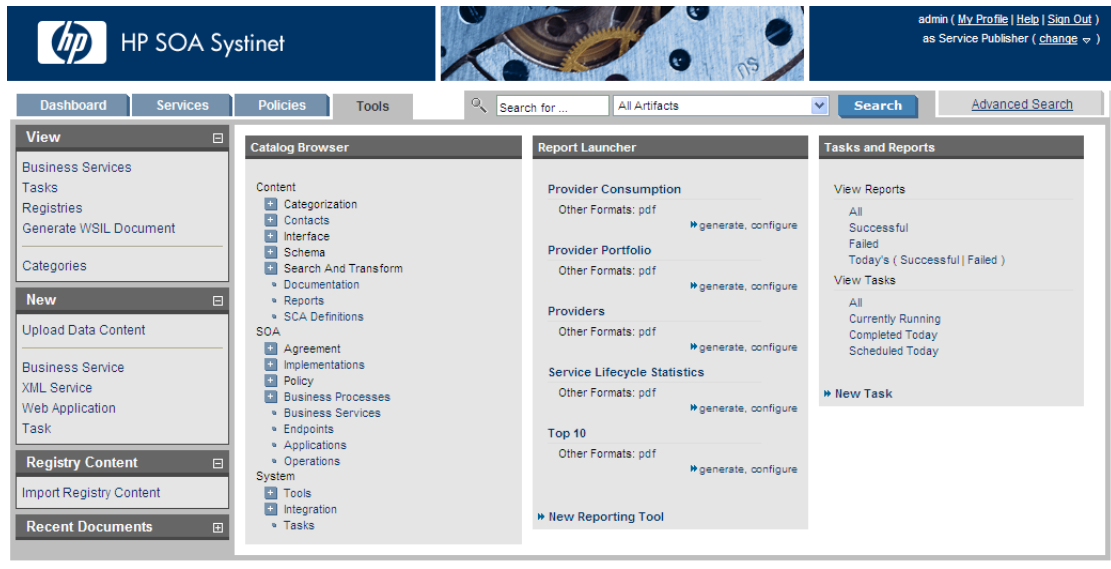 hp
HP SOA Systinet
ns
admin ( My Profile | Help | Sign Out )
as Service Publisher ( change )
Dashboard
Services
Policies
Tools
Search for ...
All Artifacts
Search
Advanced Search
View
Business Services
Tasks
Registries
Generate WSIL Document
Categories
New
Upload Data Content
Business Service
XML Service
Web Application
Task
Registry Content
Import Registry Content
Recent Documents
Catalog Browser
Content
Categorization
Contacts
Interface
Schema
Search And Transform
Documentation
Reports
SCA Definitions
SOA
Agreement
Implementations
Policy
Business Processes
Business Services
Endpoints
Applications
Operations
System
Tools
Integration
Tasks
Report Launcher
Provider Consumption
Other Formats: pdf
generate, configure
Provider Portfolio
Other Formats: pdf
generate, configure
Providers
Other Formats: pdf
generate, configure
Service Lifecycle Statistics
Other Formats: pdf
generate, configure
Top 10
Other Formats: pdf
generate, configure
New Reporting Tool
Tasks and Reports
View Reports
All
Successful
Failed
Today's ( Successful | Failed )
View Tasks
All
Currently Running
Completed Today
Scheduled Today
New Task